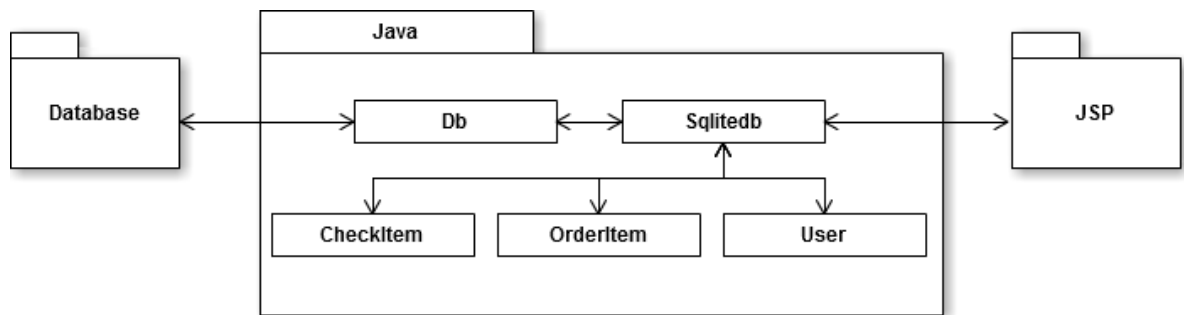 Java
Database
Db
Sqlitedb
JSP
CheckItem
OrderItem
User